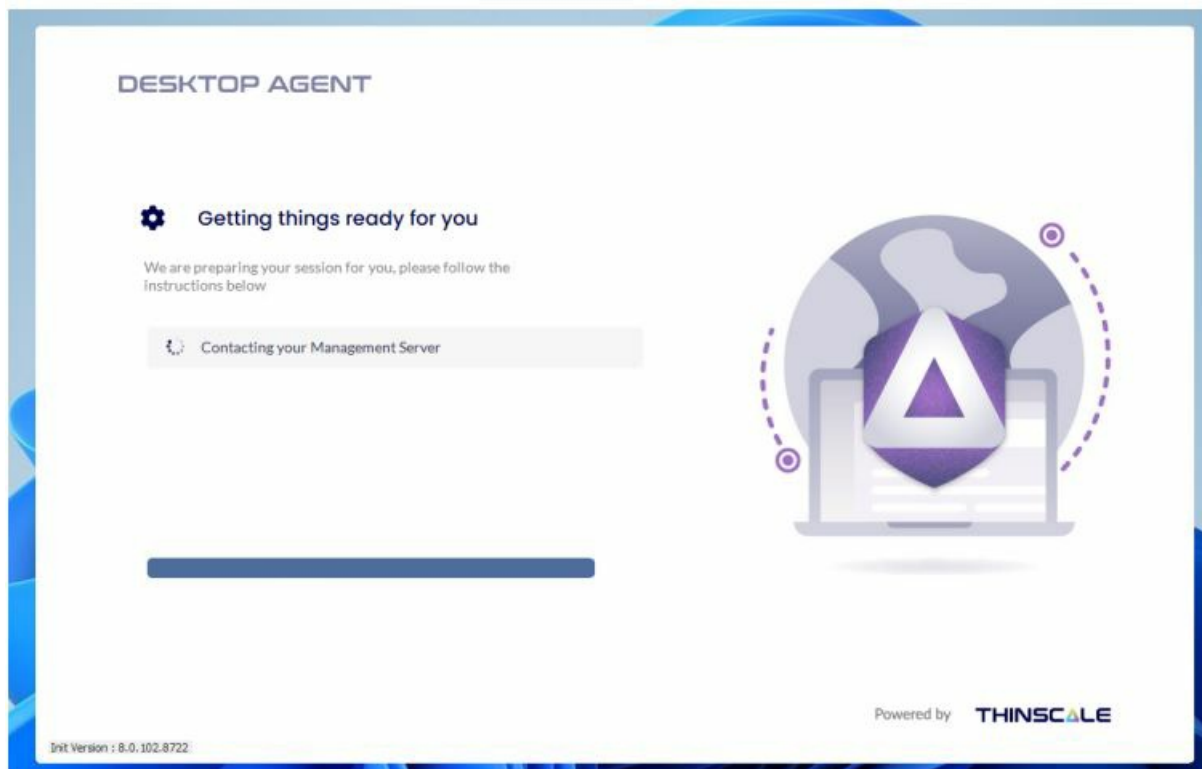 DESKTOP AGENT
Getting things ready for you
We are preparing your session for you, please follow the
instructions below
Contacting your Management Server
Powered by THINSCALE
Init Version : 8.0.102.8722